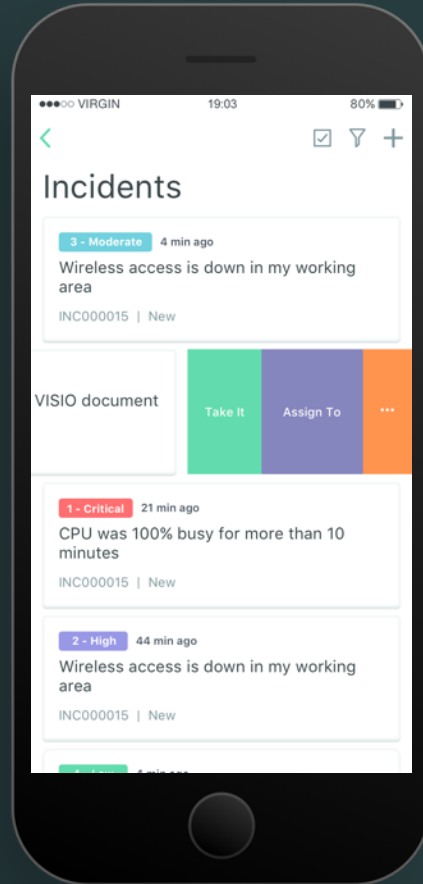 VIRGIN 19:03 80%
Incidents
3 - Moderate 4 min ago
Wireless access is down in my working
area
INC000015 | New
VISIO document
Take It
Assign To
...
1 - Critical 21 min ago
CPU was 100% busy for more than 10
minutes
INC000015 | New
2 - High 44 min ago
Wireless access is down in my working
area
INC000015 | New